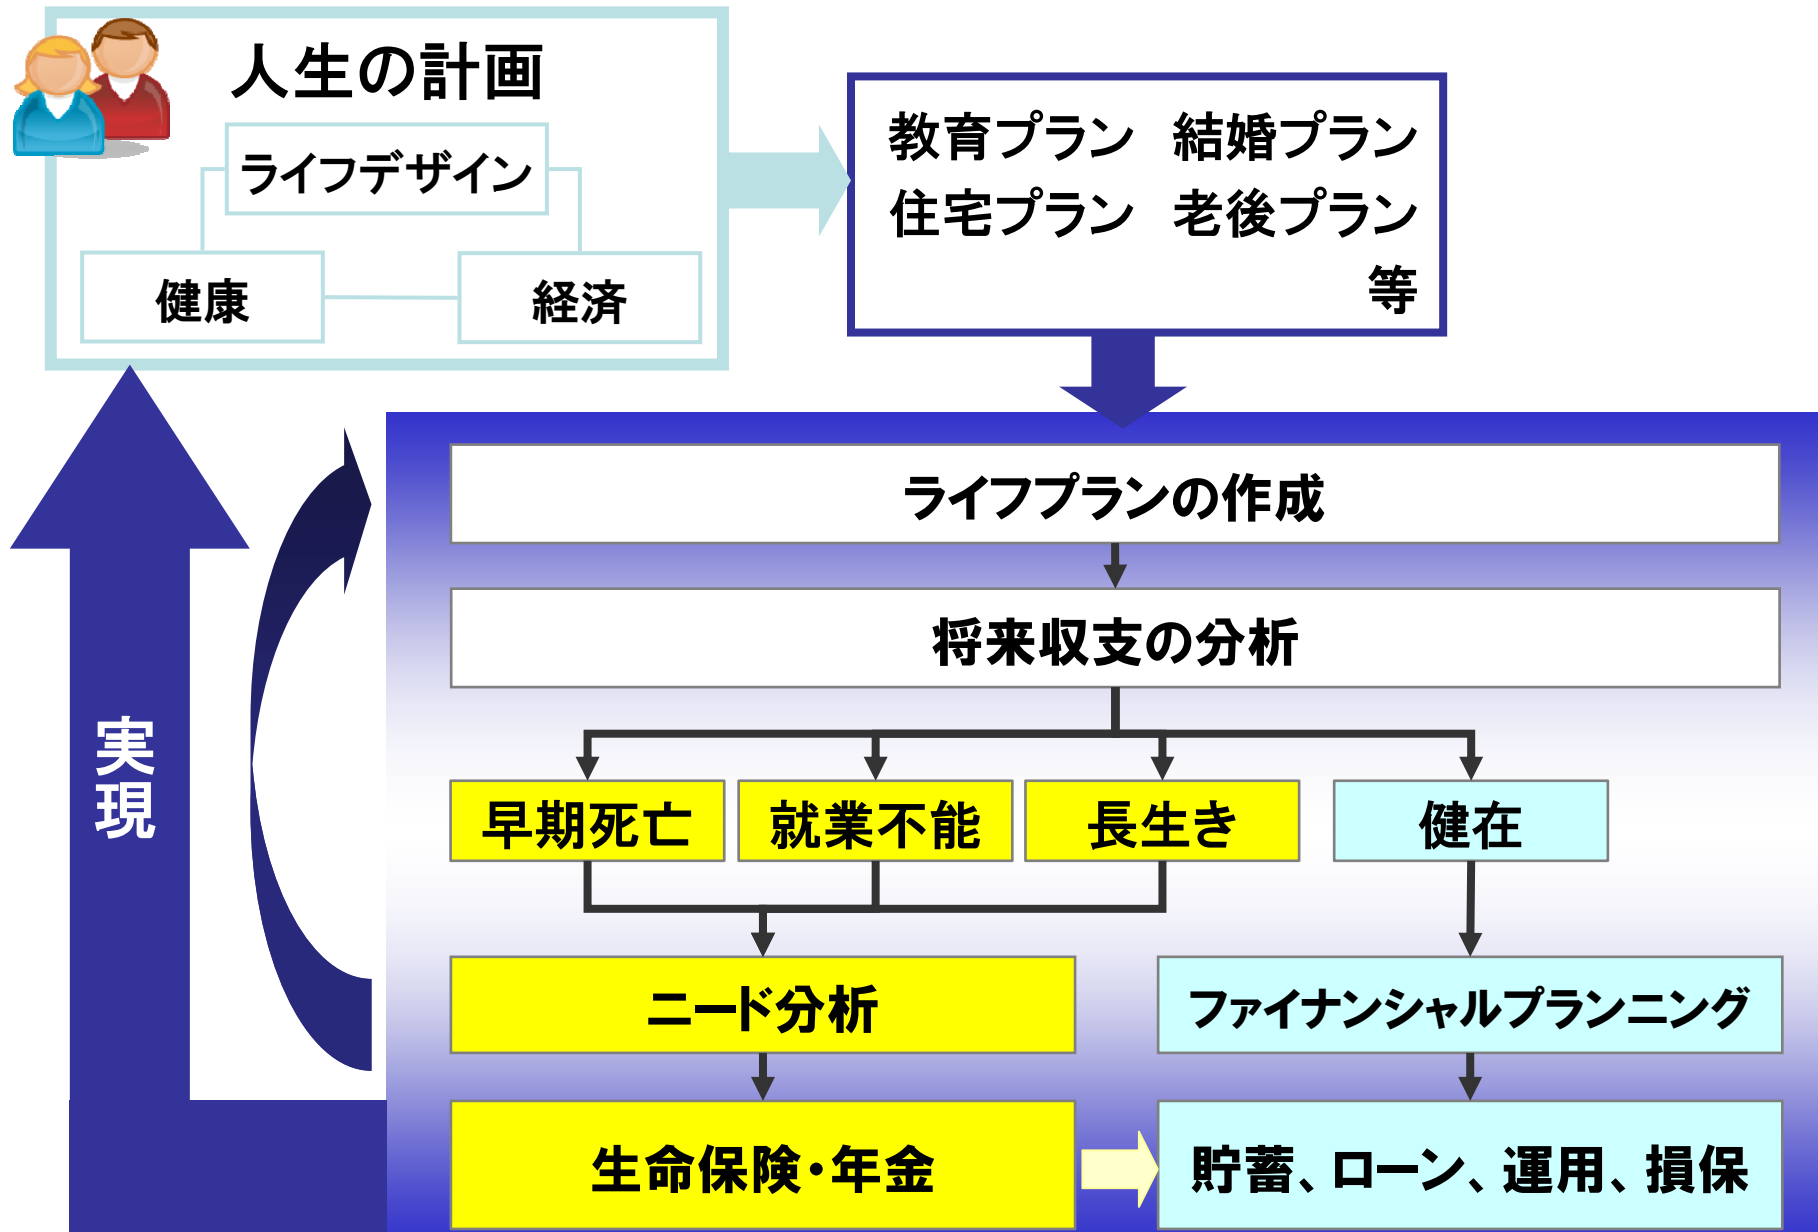 人生の計画
ライフデザイン
健康
経済
教育プラン 結婚プラン
住宅プラン 老後プラン
等
ライフプランの作成
将来収支の分析
早期死亡
就業不能
長生き
健在
ニード分析
ファイナンシャルプランニング
生命保険・年金
貯蓄、ローン、運用、損保
実現